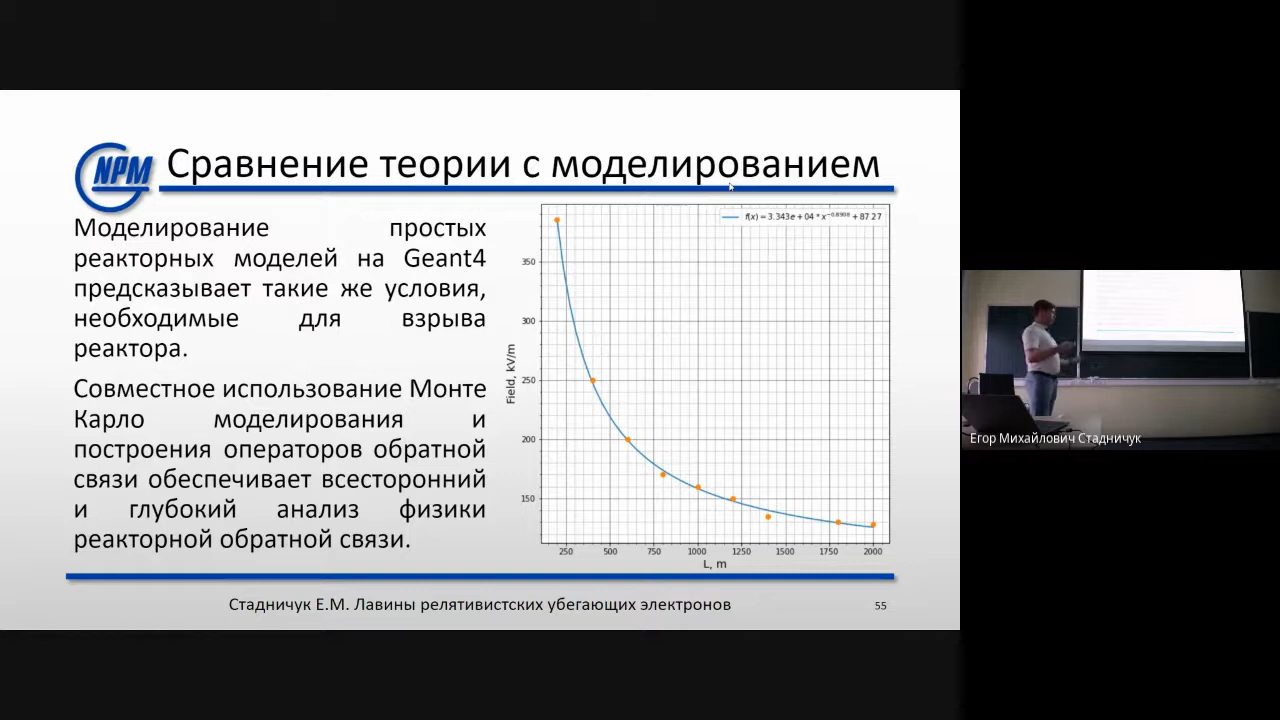 NPM
Сравнение теории с моделированием
Моделирование простых
реакторных моделей на Geant4
предсказывает такие же условия,
необходимые для взрыва
реактора.
Совместное использование Монте
Карло моделирования и
построения операторов обратной
связи обеспечивает всесторонний
и глубокий анализ физики
реакторной обратной связи.
f(x) = 3.343e + 04 * x^-0.8908 + 87.27
Field, kV/m
350
300
250
200
150
250 500 750 1000 1250 1500 1750 2000
L, m
Стадничук Е.М. Лавины релятивистских убегающих электронов
55
Егор Михайлович Стадничук